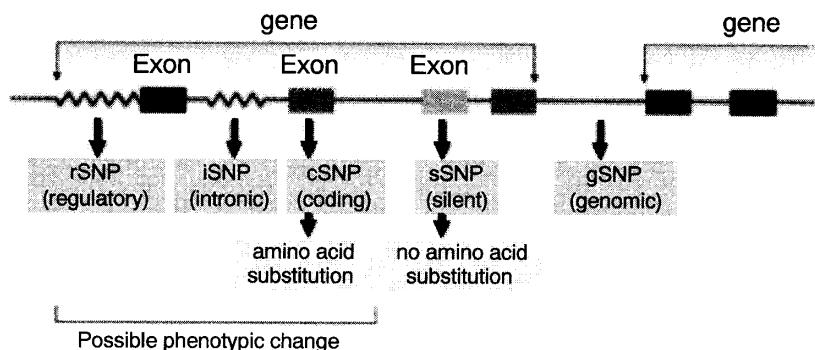 gene
gene
Exon
Exon
Exon
rSNP
(regulatory)
iSNP
(intronic)
cSNP
(coding)
sSNP
(silent)
gSNP
(genomic)
amino acid
substitution
no amino acid
substitution
Possible phenotypic change